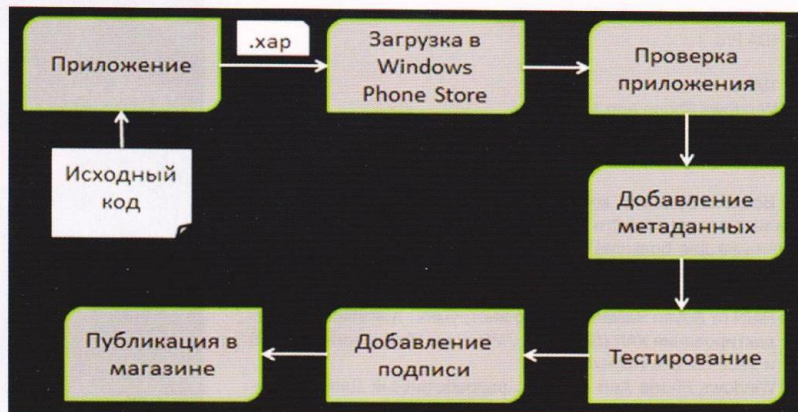 Приложение
.xap
Загрузка в
Windows
Phone Store
Проверка
приложения
Исходный
код
Добавление
метаданных
Тестирование
Добавление
подписи
Публикация в
магазине